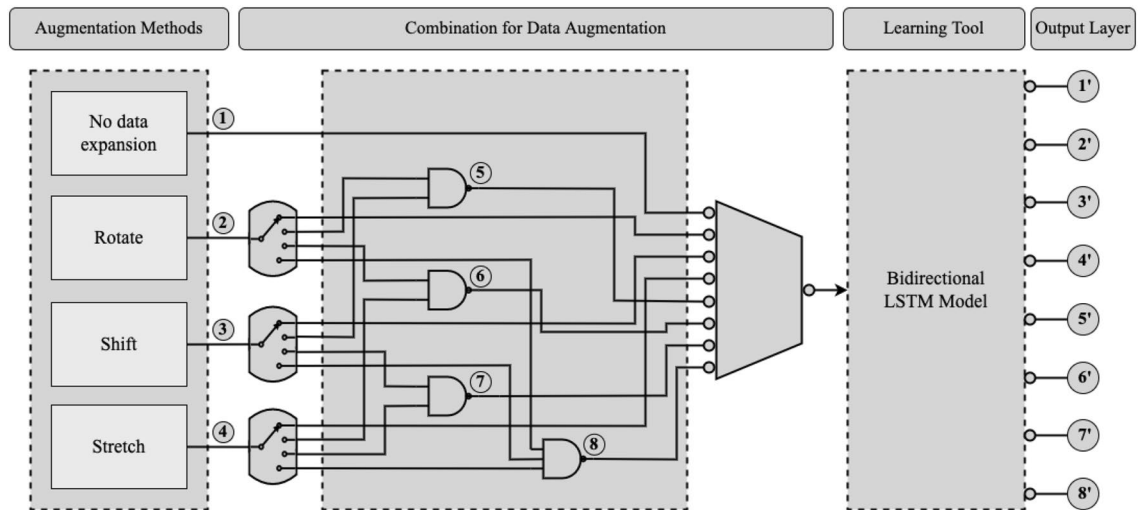 Augmentation Methods
Combination for Data Augmentation
Learning Tool
Output Layer
No data
expansion
1
Rotate
2
Shift
3
Stretch
4
5
6
7
8
Bidirectional
LSTM Model
1'
2'
3'
4'
5'
6'
7'
8'